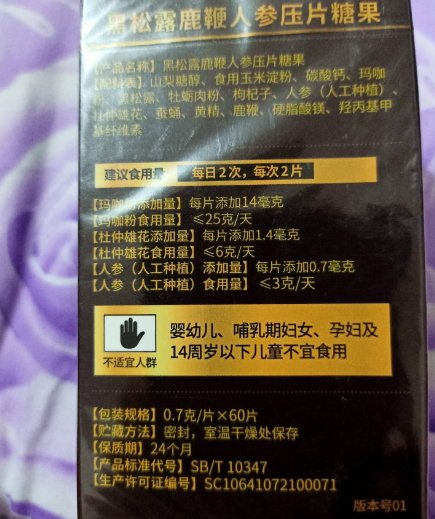 黑松露鹿鞭人参压片糖果
【产品名称】黑松露鹿鞭人参压片糖果
【配料表】山梨糖醇、食用玉米淀粉、碳酸钙、玛咖
粉、黑松露、牡蛎肉粉、枸杞子、人参（人工种植）、
杜仲雄花、蚕蛹、黄精、鹿鞭、硬脂酸镁、羟丙基甲
基纤维素
建议食用量 每日2次，每次2片
【玛咖粉添加量】每片添加14毫克
【玛咖粉食用量】≤25克/天
【杜仲雄花添加量】每片添加1.4毫克
【杜仲雄花食用量】≤6克/天
【人参（人工种植）添加量】每片添加0.7毫克
【人参（人工种植）食用量】≤3克/天
不适宜人群
婴幼儿、哺乳期妇女、孕妇及
14周岁以下儿童不宜食用
【包装规格】0.7克/片×60片
【贮藏方法】密封，室温干燥处保存
【保质期】24个月
【产品标准代号】SB/T 10347
【生产许可证编号】SC10641072100071
版本号01